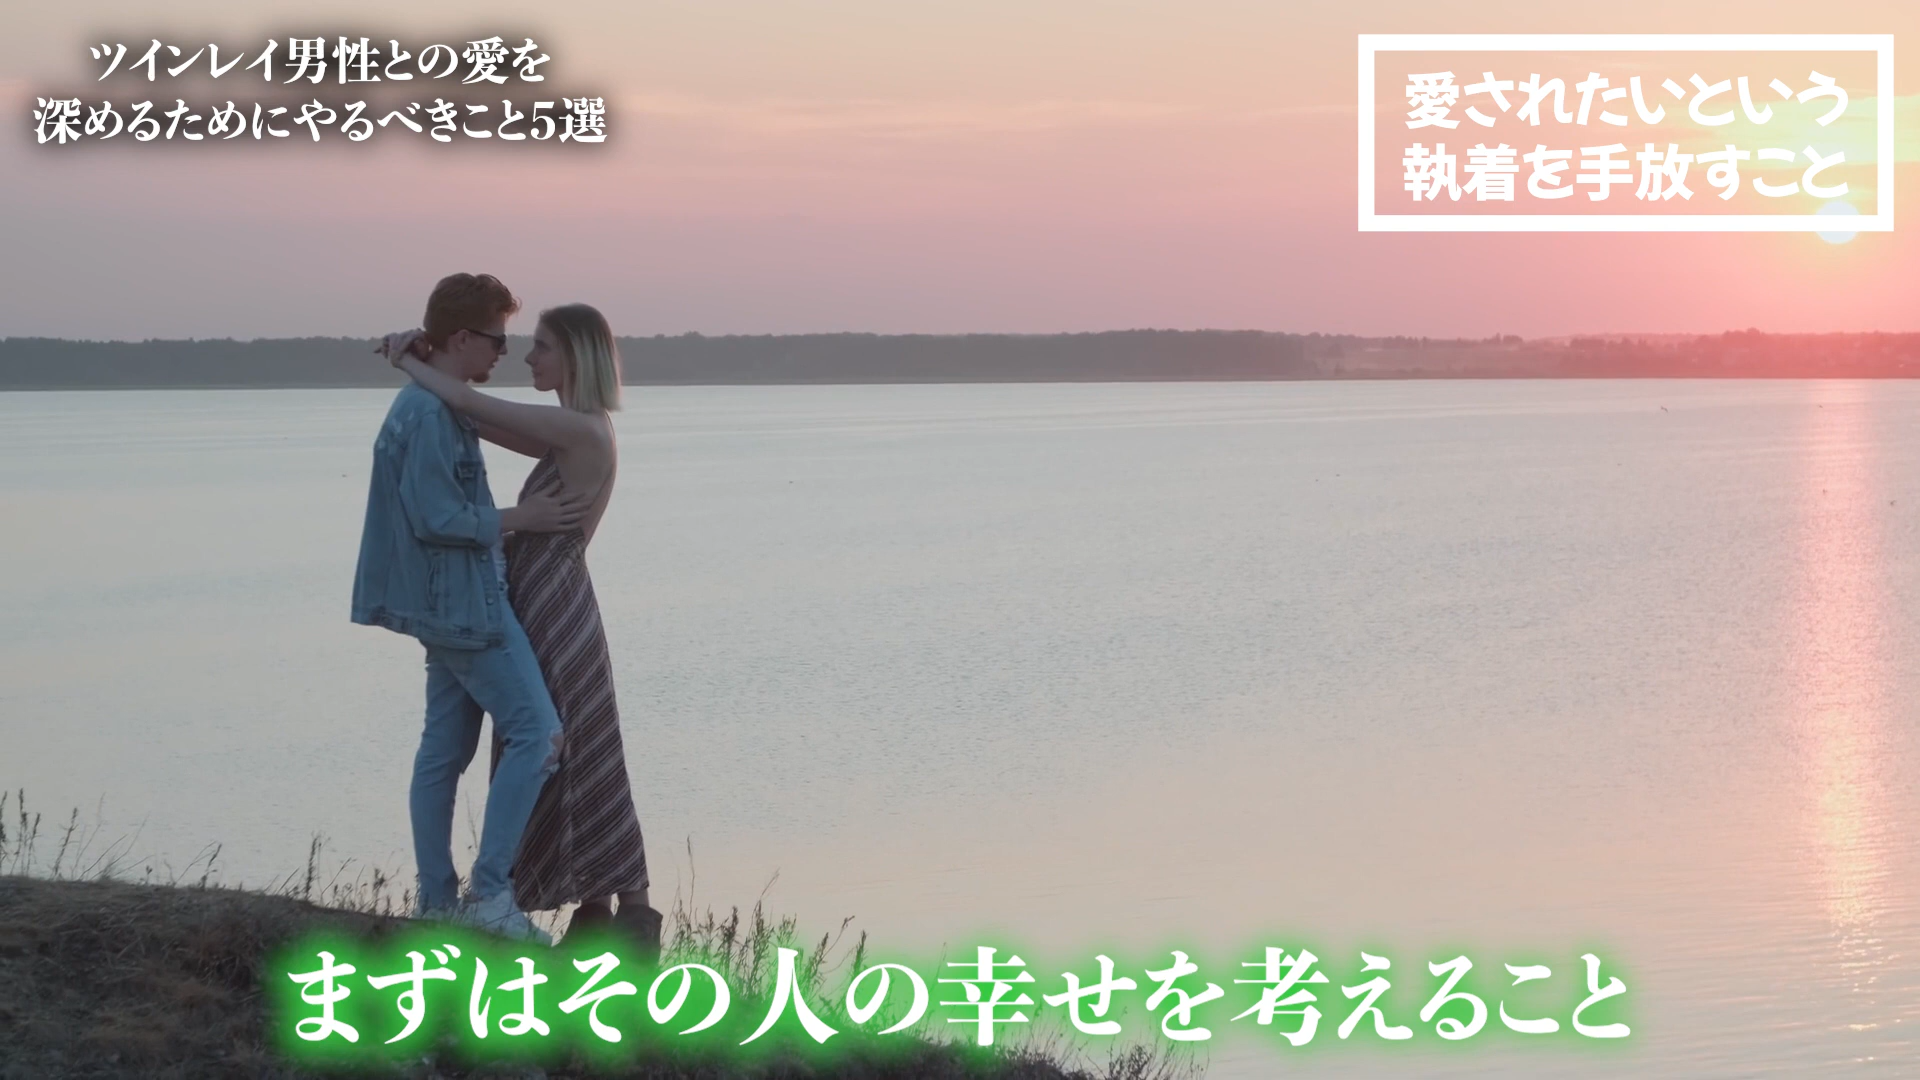 ツインレイ男性との愛を
深めるためにやるべきこと5選
愛されたいという
執着を手放すこと
まずはその人の幸せを考えること